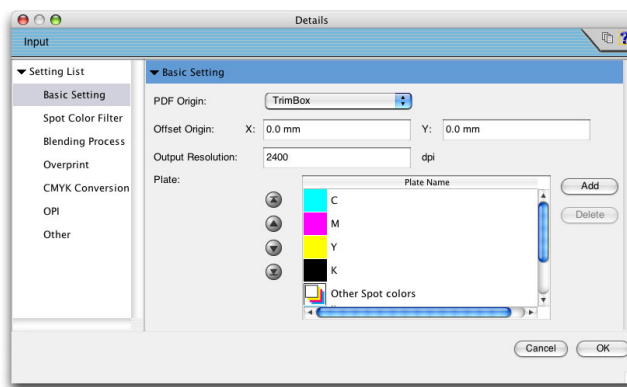 Details
Input
?
Setting List
Basic Setting
Spot Color Filter
Blending Process
Overprint
CMYK Conversion
OPI
Other
Basic Setting
PDF Origin: TrimBox
Offset Origin: X: 0.0 mm Y: 0.0 mm
Output Resolution: 2400 dpi
Plate:
Plate Name
C
M
Y
K
Other Spot colors
Add
Delete
Cancel OK